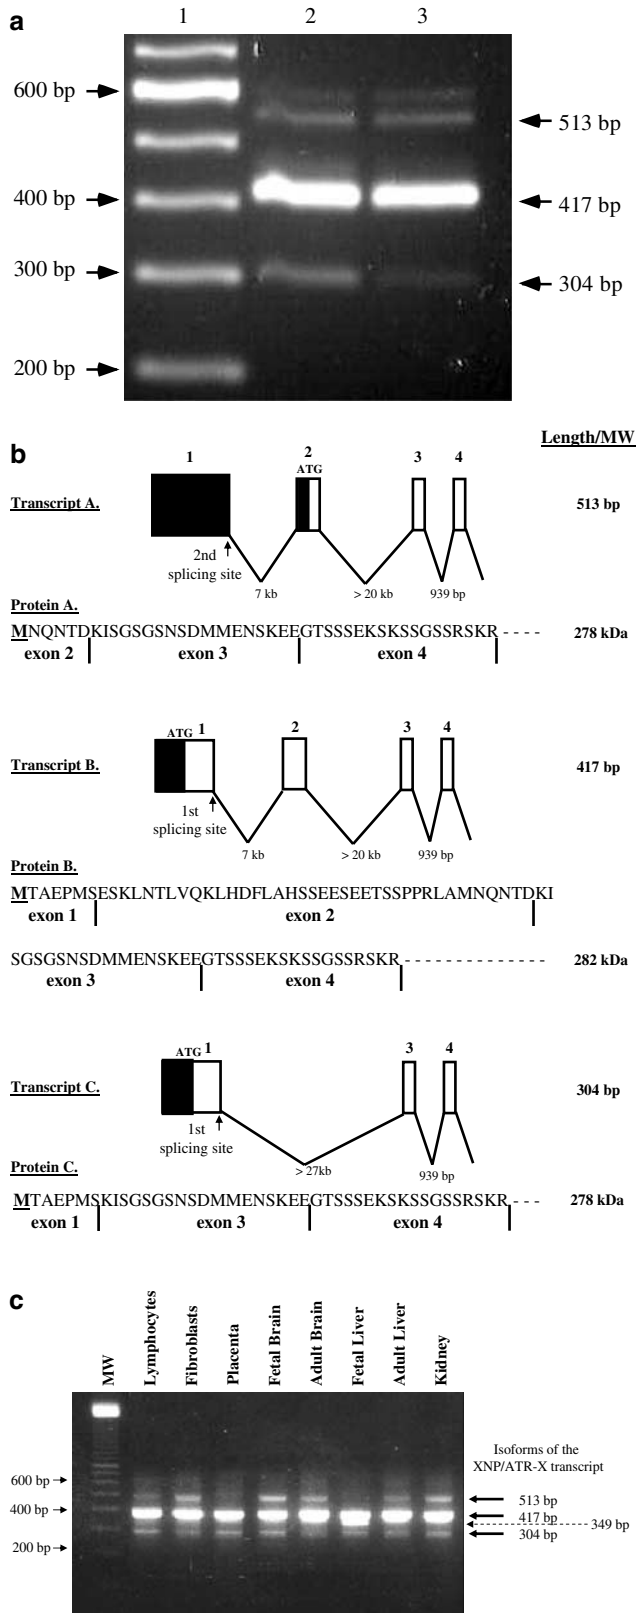 a
1 2 3
600 bp
513 bp
400 bp
417 bp
300 bp
304 bp
200 bp
b
Length/MW
1 2 3 4
ATG
Transcript A.
513 bp
2nd
splicing site
7 kb
> 20 kb
939 bp
Protein A.
MNQNTDKISGSGSNSDMMENSKEEGTSSSEKSKSSGSSRSKR - - - -
278 kDa
exon 2 exon 3 exon 4
ATG 1 2 3 4
Transcript B.
417 bp
1st
splicing site
7 kb
> 20 kb
939 bp
Protein B.
MTAEPMSESKLNTLVQKLHDFLAHSSEESEETSSPPRLAMNQNTDKI
exon 1 exon 2
SGSGSNSDMMENSKEEGTSSSEKSKSSGSSRSKR - - - - - - - - - - - - - -
282 kDa
exon 3 exon 4
ATG 1 3 4
Transcript C.
304 bp
1st
splicing site
> 27kb
939 bp
Protein C.
MTAEPMSKISGSGSNSDMMENSKEEGTSSSEKSKSSGSSRSKR - - -
278 kDa
exon 1 exon 3 exon 4
c
MW
Lymphocytes
Fibroblasts
Placenta
Fetal Brain
Adult Brain
Fetal Liver
Adult Liver
Kidney
Isoforms of the
XNP/ATR-X transcript
600 bp
513 bp
400 bp
417 bp
349 bp
304 bp
200 bp